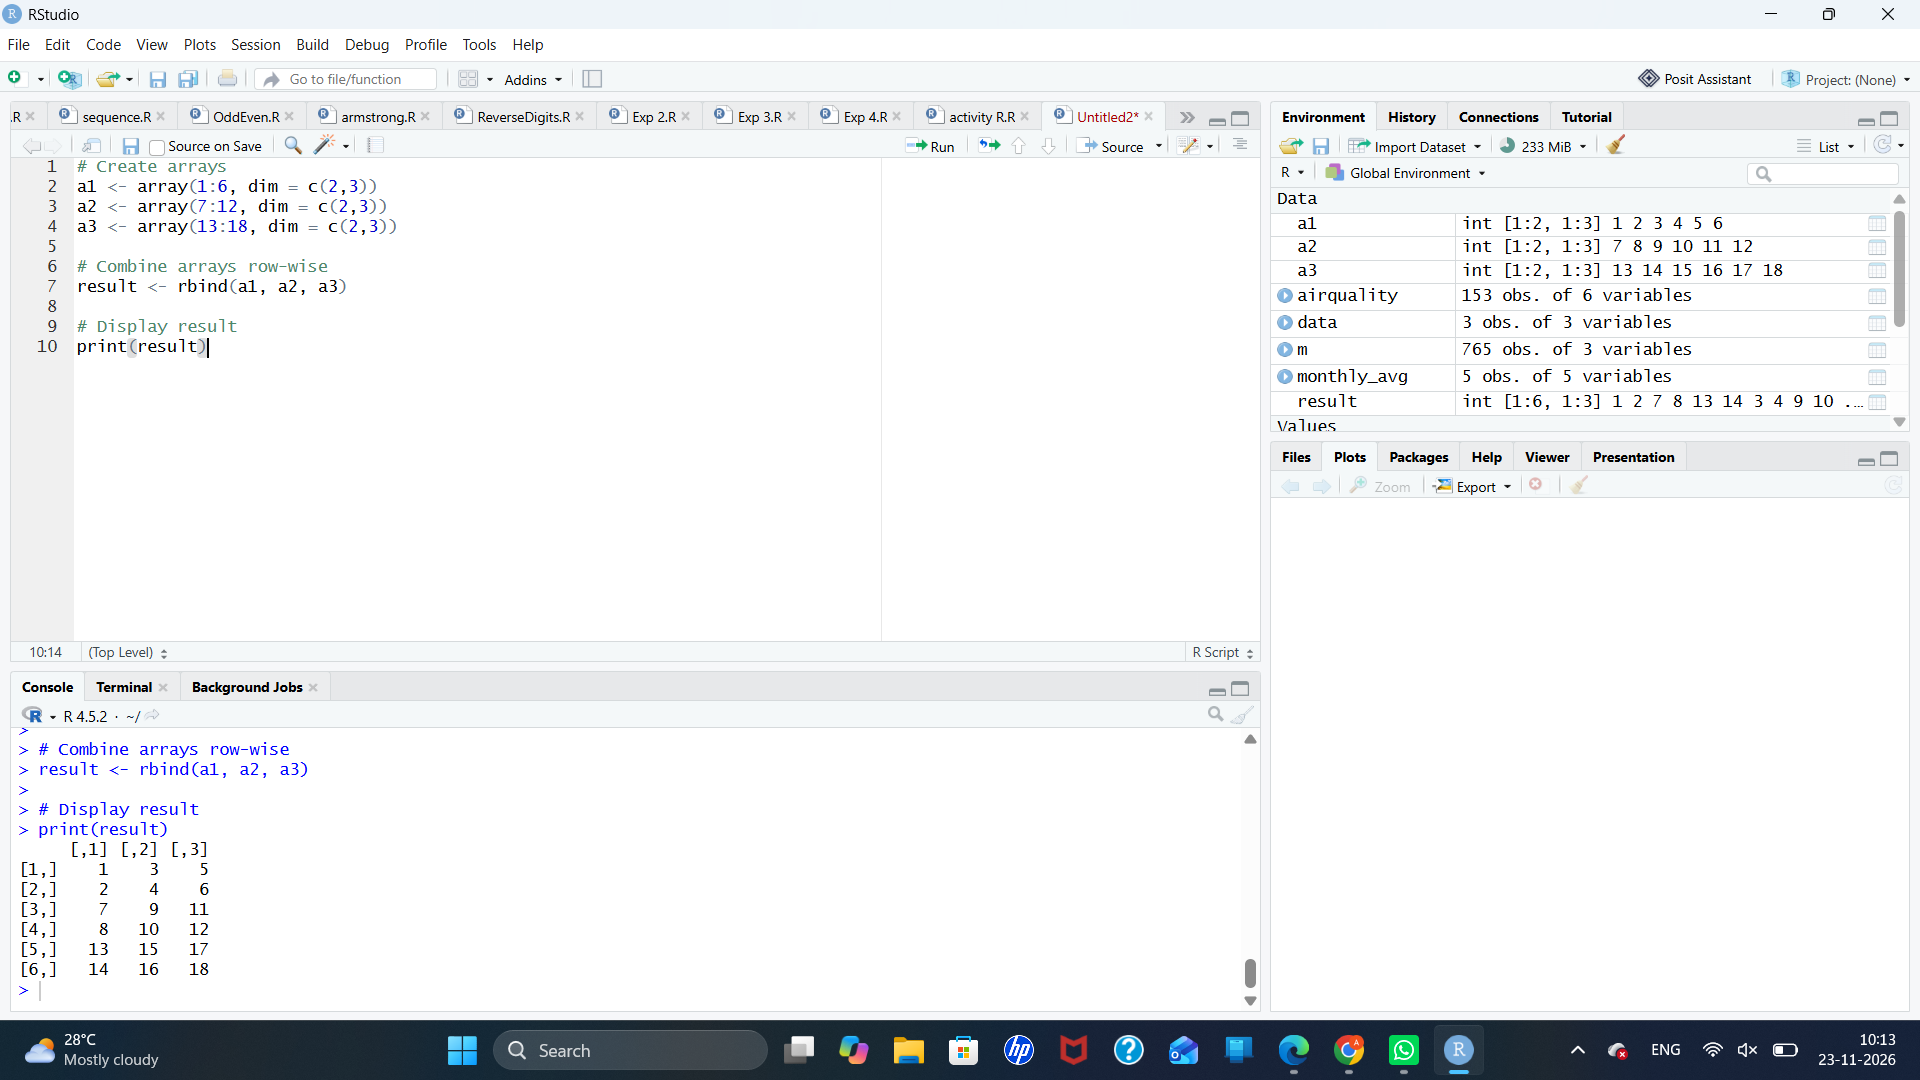 RStudio
File Edit Code View Plots Session Build Debug Profile Tools Help
Go to file/function Addins Posit Assistant Project: (None)
.R sequence.R OddEven.R armstrong.R ReverseDigits.R Exp 2.R Exp 3.R Exp 4.R activity R.R Untitled2*
Source on Save Run Source
1 # Create arrays
2 a1 <- array(1:6, dim = c(2,3))
3 a2 <- array(7:12, dim = c(2,3))
4 a3 <- array(13:18, dim = c(2,3))
5
6 # Combine arrays row-wise
7 result <- rbind(a1, a2, a3)
8
9 # Display result
10 print(result)
10:14 (Top Level) R Script
Console Terminal Background Jobs
R 4.5.2 · ~/
>
> # Combine arrays row-wise
> result <- rbind(a1, a2, a3)
>
> # Display result
> print(result)
[,1] [,2] [,3]
[1,] 1 3 5
[2,] 2 4 6
[3,] 7 9 11
[4,] 8 10 12
[5,] 13 15 17
[6,] 14 16 18
>
Environment History Connections Tutorial
Import Dataset 233 MiB List
R Global Environment
Data
a1 int [1:2, 1:3] 1 2 3 4 5 6
a2 int [1:2, 1:3] 7 8 9 10 11 12
a3 int [1:2, 1:3] 13 14 15 16 17 18
airquality 153 obs. of 6 variables
data 3 obs. of 3 variables
m 765 obs. of 3 variables
monthly_avg 5 obs. of 5 variables
result int [1:6, 1:3] 1 2 7 8 13 14 3 4 9 10 ...
Values
Files Plots Packages Help Viewer Presentation
Zoom Export
28°C
Mostly cloudy
Search
hp
ENG
10:13
23-11-2026